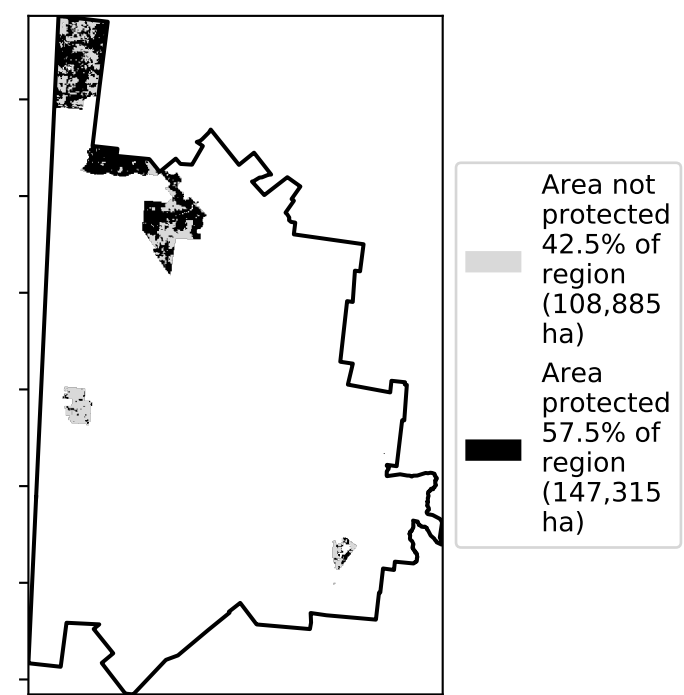 Area not
protected
42.5% of
region
(108,885
ha)
Area
protected
57.5% of
region
(147,315
ha)